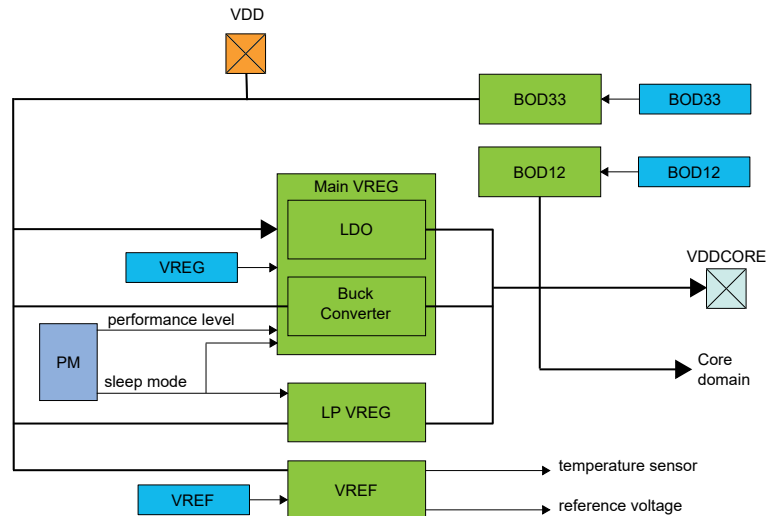 VDD
BOD33
BOD33
BOD12
BOD12
Main VREG
LDO
VREG
Buck
Converter
VDDCORE
performance level
PM
sleep mode
Core
domain
LP VREG
VREF
VREF
temperature sensor
reference voltage